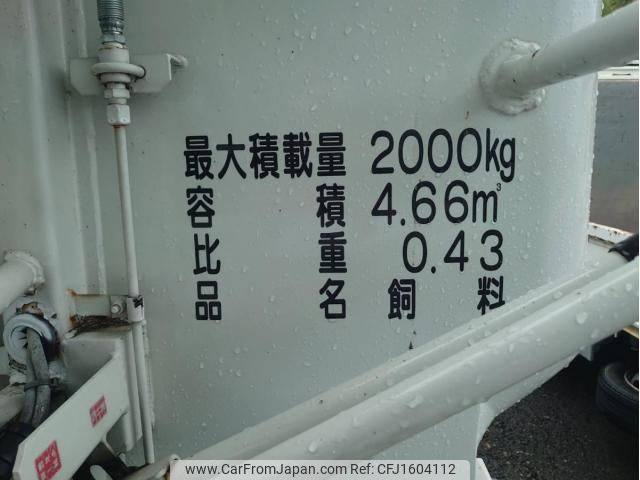 最大積載量 2000kg
容積 4.66m³
比重 0.43
品名 飼料
www.CarFromJapan.com - CFJ1604112